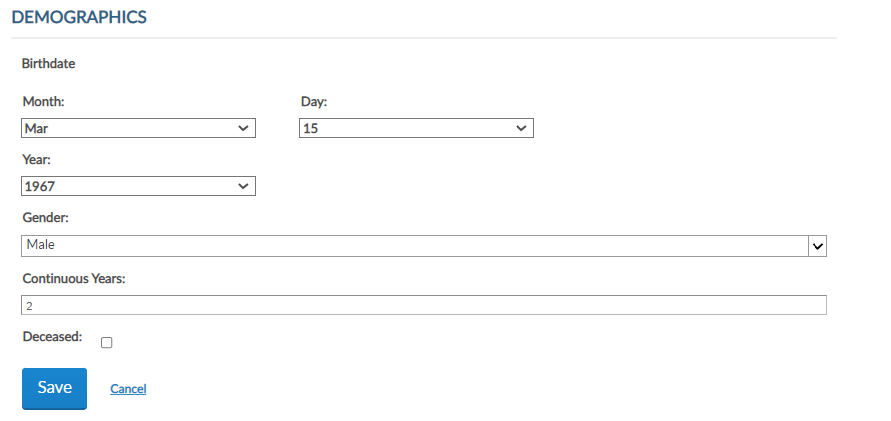 DEMOGRAPHICS
Birthdate
Month: Day:
Mar 15
Year:
1967
Gender:
Male
Continuous Years:
2
Deceased:
Save Cancel